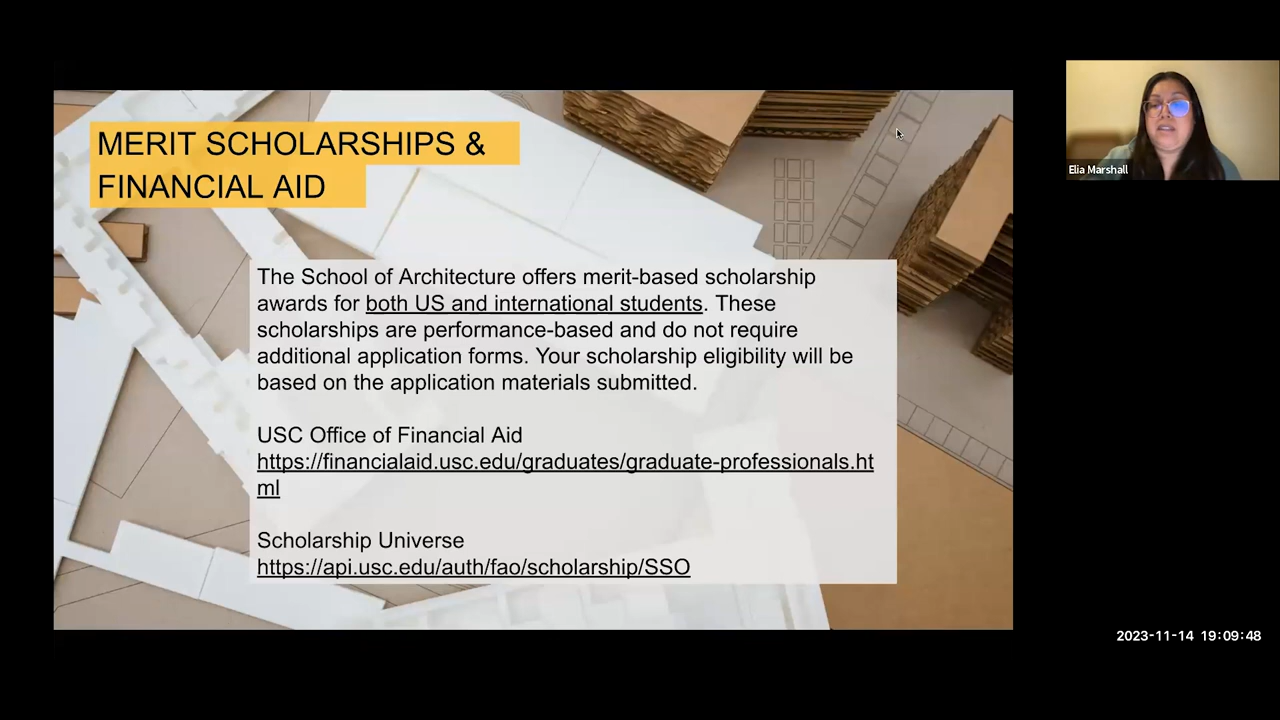 MERIT SCHOLARSHIPS &
FINANCIAL AID
The School of Architecture offers merit-based scholarship
awards for both US and international students. These
scholarships are performance-based and do not require
additional application forms. Your scholarship eligibility will be
based on the application materials submitted.
USC Office of Financial Aid
https://financialaid.usc.edu/graduates/graduate-professionals.ht
ml
Scholarship Universe
https://api.usc.edu/auth/fao/scholarship/SSO
Elia Marshall
2023-11-14 19:09:48